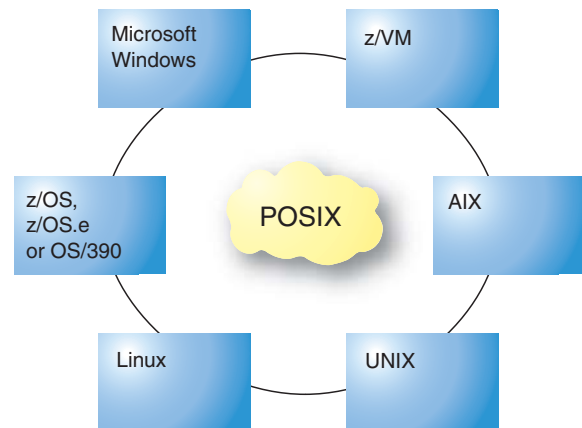 Microsoft
Windows
z/VM
z/OS,
z/OS.e
or OS/390
POSIX
AIX
Linux
UNIX